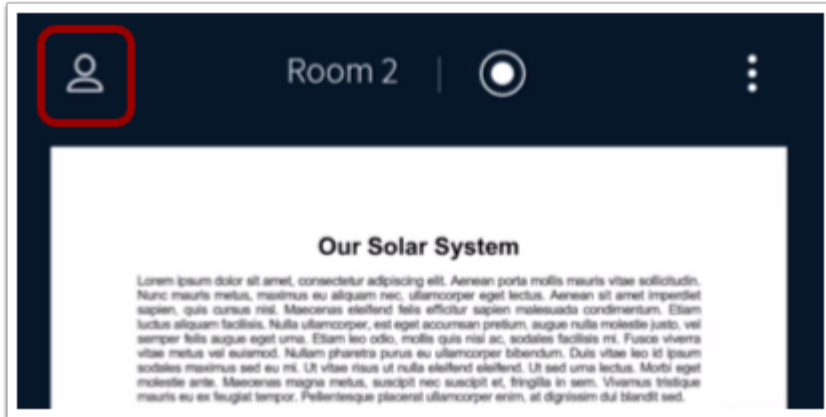 Room 2
Our Solar System
Lorem ipsum dolor sit amet, consectetur adipiscing elit. Aenean porta mollis mauris vitae sollicitudin.
Nunc mauris metus, maximus eu aliquam nec, ullamcorper eget lectus. Aenean sit amet imperdiet
sapien, quis cursus nisl. Maecenas eleifend felis efficitur sapien malesuada condimentum. Etiam
luctus aliquam facilisis. Nulla ullamcorper, est eget accumsan pretium, augue nulla molestie justo, vel
semper felis augue eget urna. Etiam leo odio, mollis quis nisi ac, sodales facilisis mi. Fusce viverra
vitae metus vel euismod. Nullam pharetra purus eu ullamcorper bibendum. Duis vitae leo id ipsum
sodales maximus sed eu mi. Ut vitae risus ut nulla eleifend eleifend. Ut sed urna lectus. Morbi eget
molestie ante. Maecenas magna metus, suscipit nec suscipit et, fringilla in sem. Vivamus tristique
mauris eu ex feugiat tempor. Pellentesque placerat ullamcorper enim, at dignissim dui blandit sed.